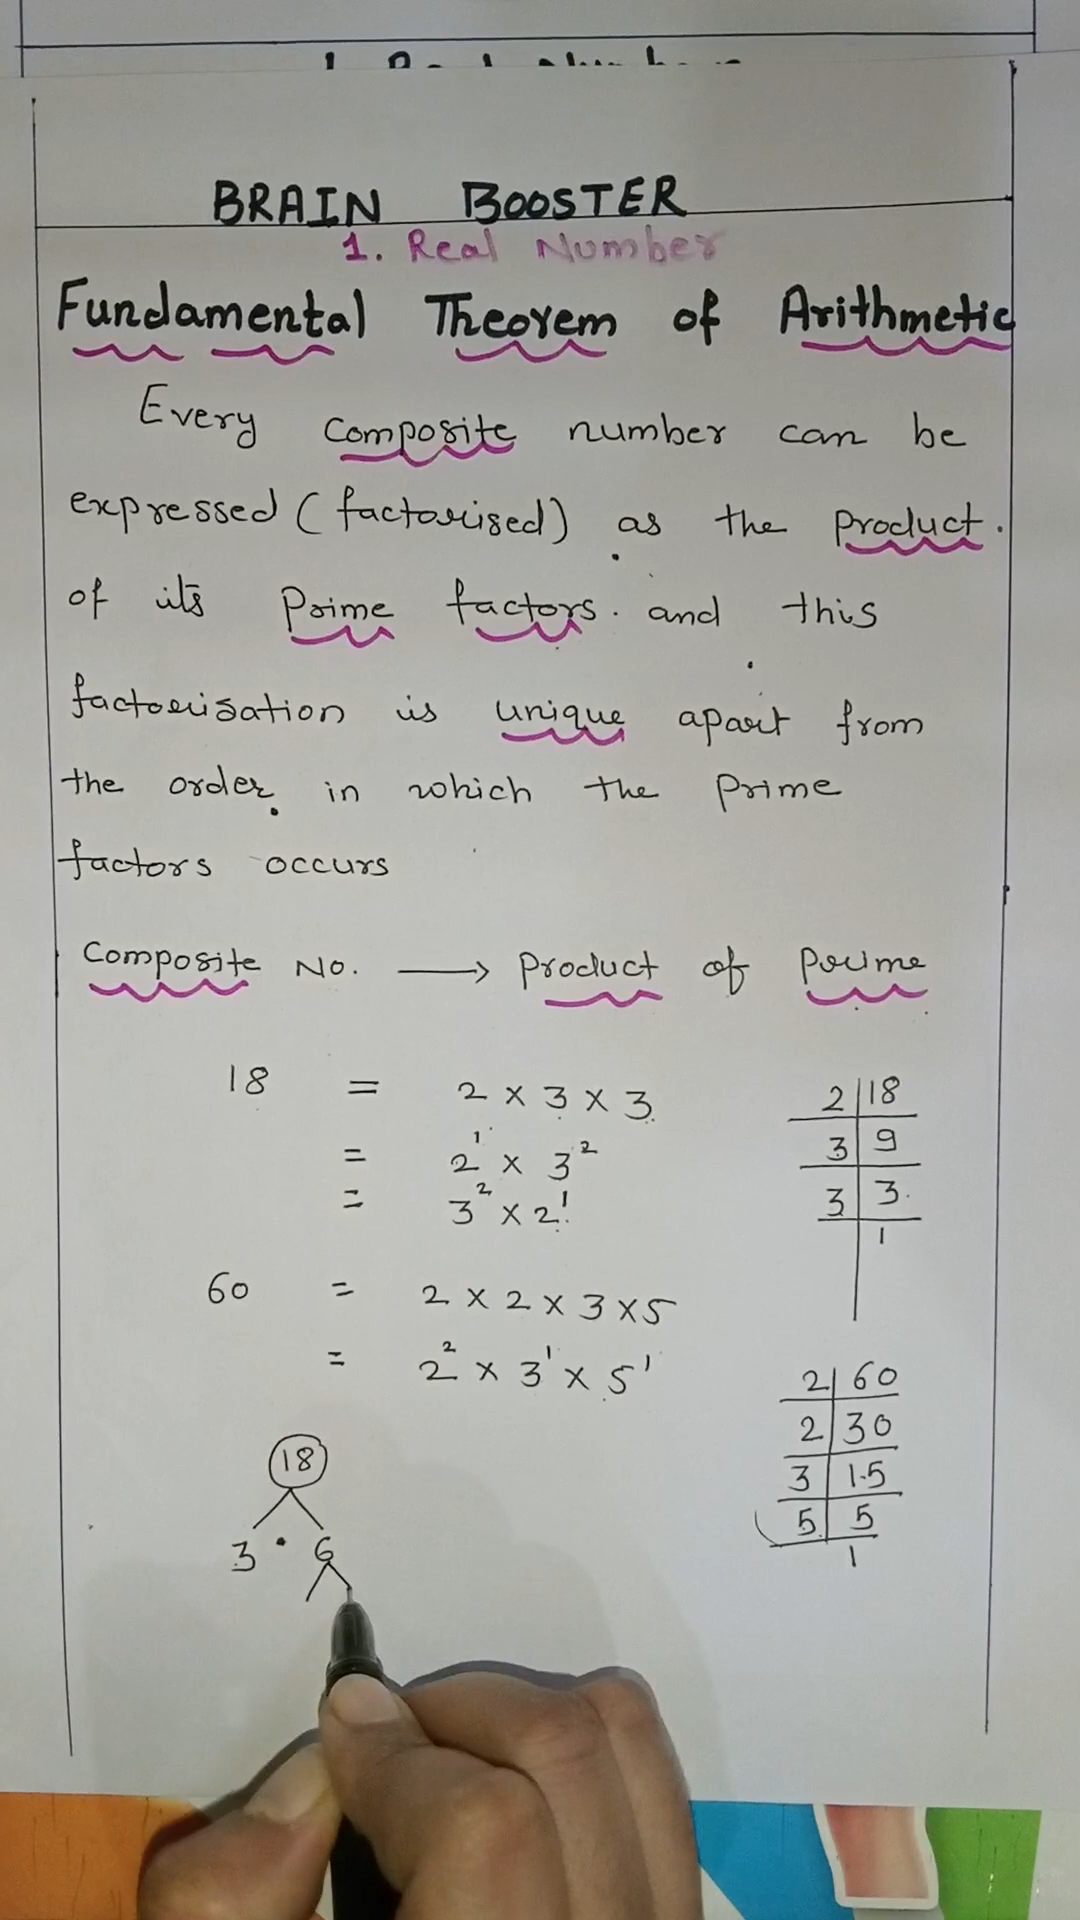 BRAIN BOOSTER
1. Real Number
Fundamental Theorem of Arithmetic
Every composite number can be
expressed (factorised) as the product.
of its Prime factors. and this
factorisation is unique apart from
the order in which the prime
factors occurs
Composite No. → product of Prime
18 = 2 × 3 × 3
= 2¹ × 3²
= 3² × 2¹
2 | 18
3 | 9
3 | 3
1
60 = 2 × 2 × 3 × 5
= 2² × 3¹ × 5¹
2 | 60
2 | 30
3 | 15
5 | 5
1
18
3 · 6